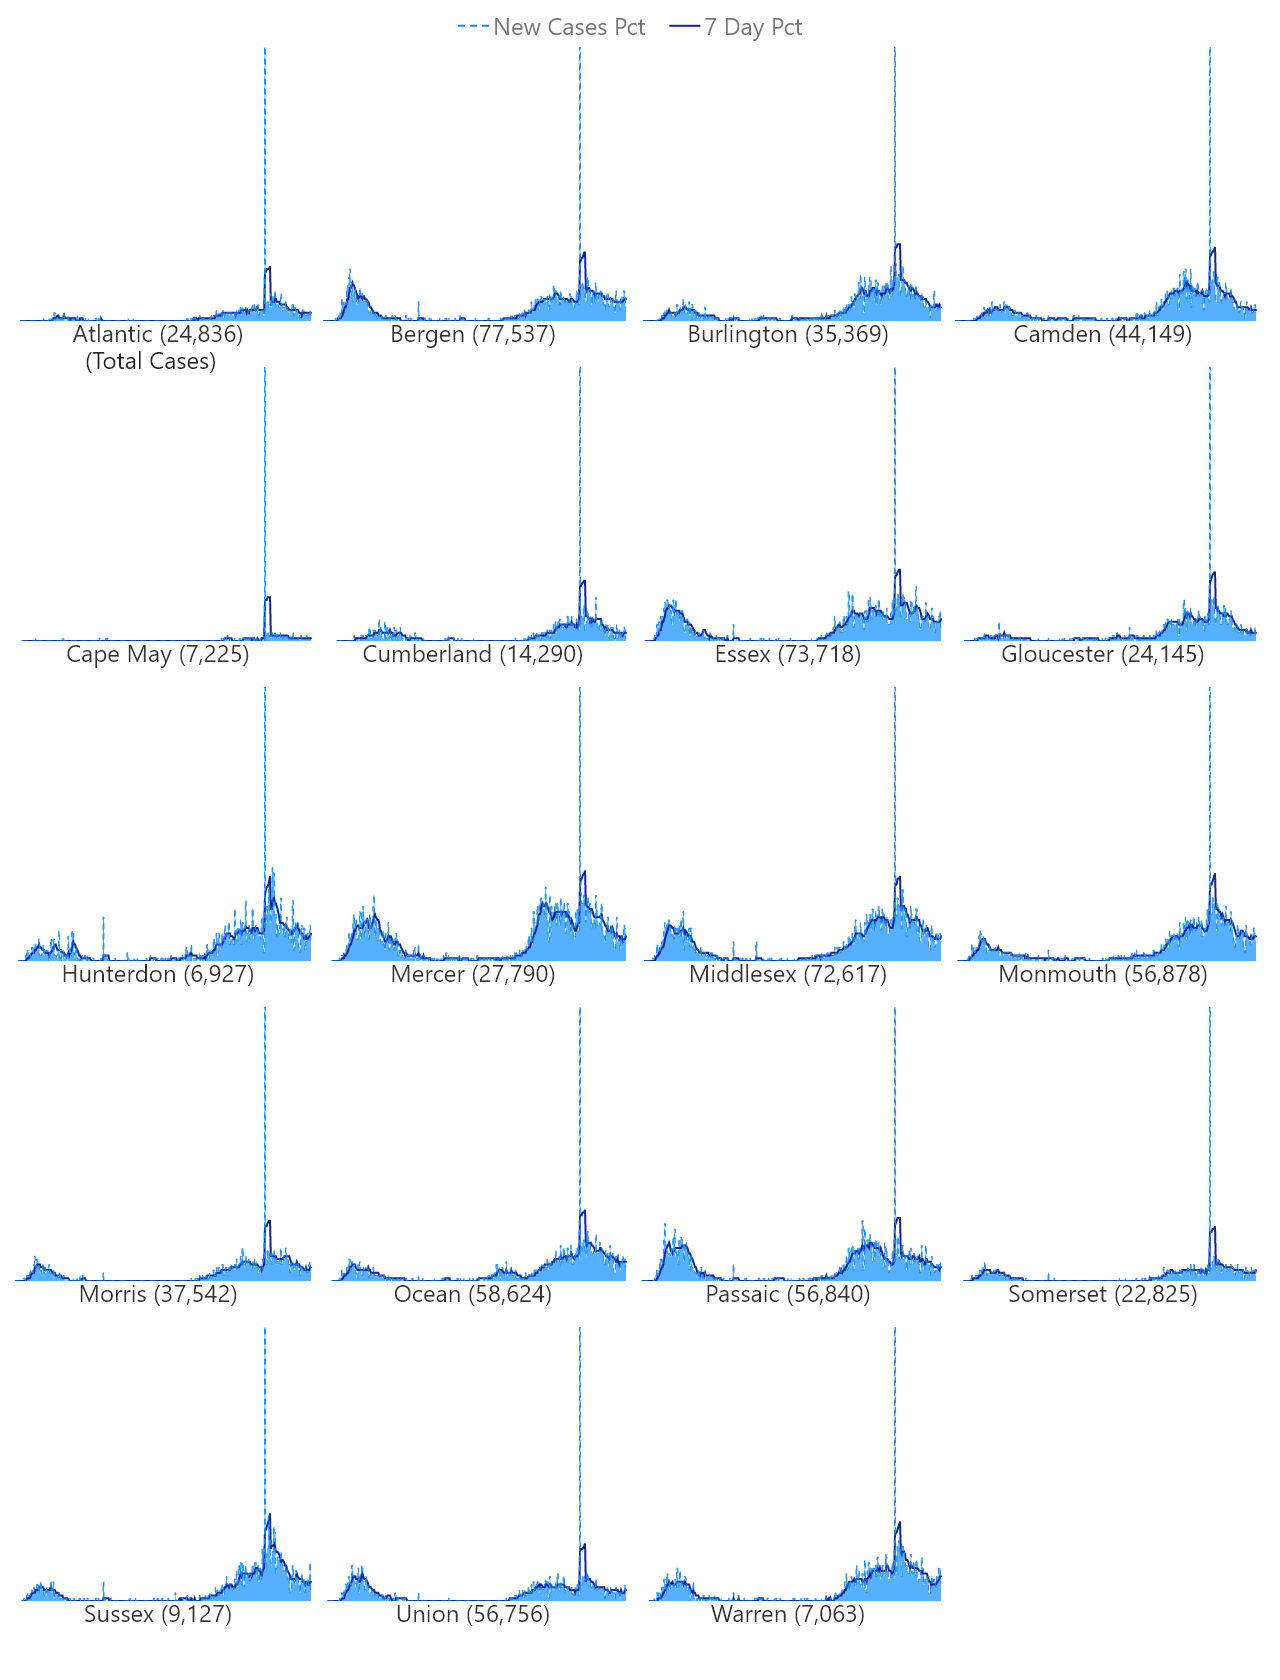 New Cases Pct 7 Day Pct
Atlantic (24,836) Bergen (77,537) Burlington (35,369) Camden (44,149)
(Total Cases)
Cape May (7,225) Cumberland (14,290) Essex (73,718) Gloucester (24,145)
Hunterdon (6,927) Mercer (27,790) Middlesex (72,617) Monmouth (56,878)
Morris (37,542) Ocean (58,624) Passaic (56,840) Somerset (22,825)
Sussex (9,127) Union (56,756) Warren (7,063)